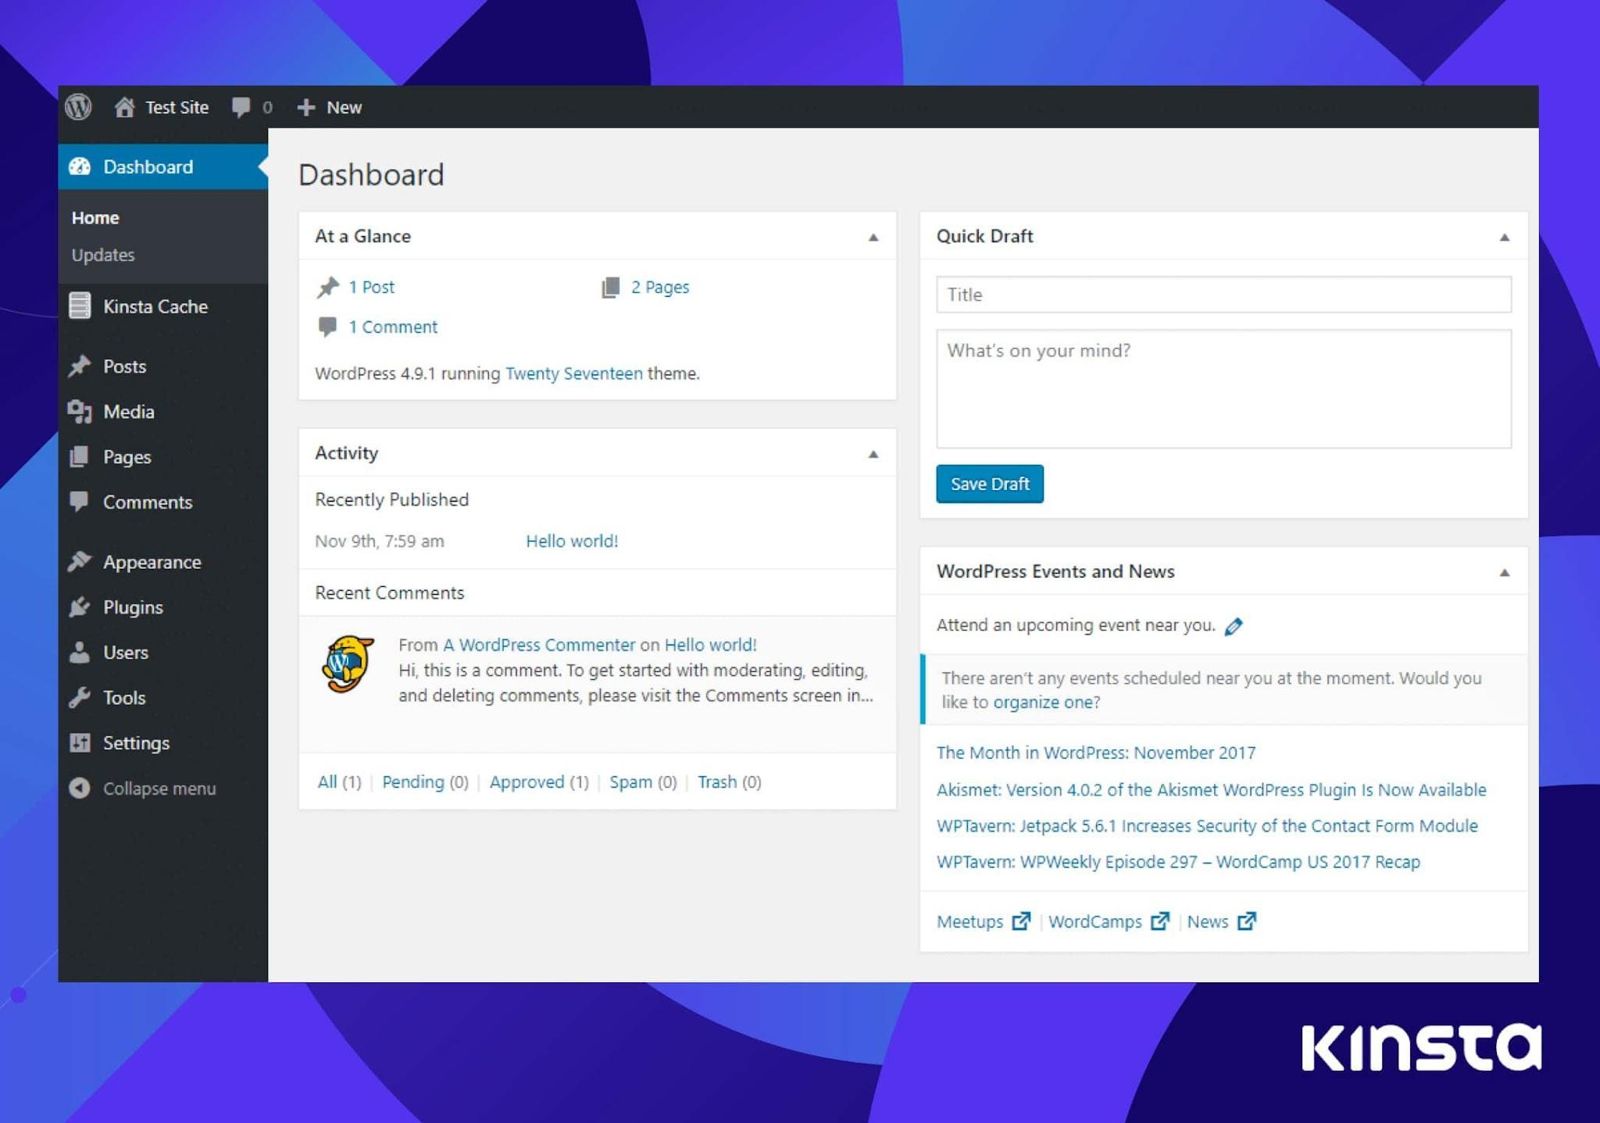 Test Site 0 New
Dashboard
Home
Updates
Kinsta Cache
Posts
Media
Pages
Comments
Appearance
Plugins
Users
Tools
Settings
Collapse menu
Dashboard
At a Glance
1 Post 2 Pages
1 Comment
WordPress 4.9.1 running Twenty Seventeen theme.
Activity
Recently Published
Nov 9th, 7:59 am Hello world!
Recent Comments
From A WordPress Commenter on Hello world!
Hi, this is a comment. To get started with moderating, editing,
and deleting comments, please visit the Comments screen in...
All (1) | Pending (0) | Approved (1) | Spam (0) | Trash (0)
Quick Draft
Title
What's on your mind?
Save Draft
WordPress Events and News
Attend an upcoming event near you.
There aren't any events scheduled near you at the moment. Would you
like to organize one?
The Month in WordPress: November 2017
Akismet: Version 4.0.2 of the Akismet WordPress Plugin Is Now Available
WPTavern: Jetpack 5.6.1 Increases Security of the Contact Form Module
WPTavern: WPWeekly Episode 297 – WordCamp US 2017 Recap
Meetups | WordCamps | News
KINSTA